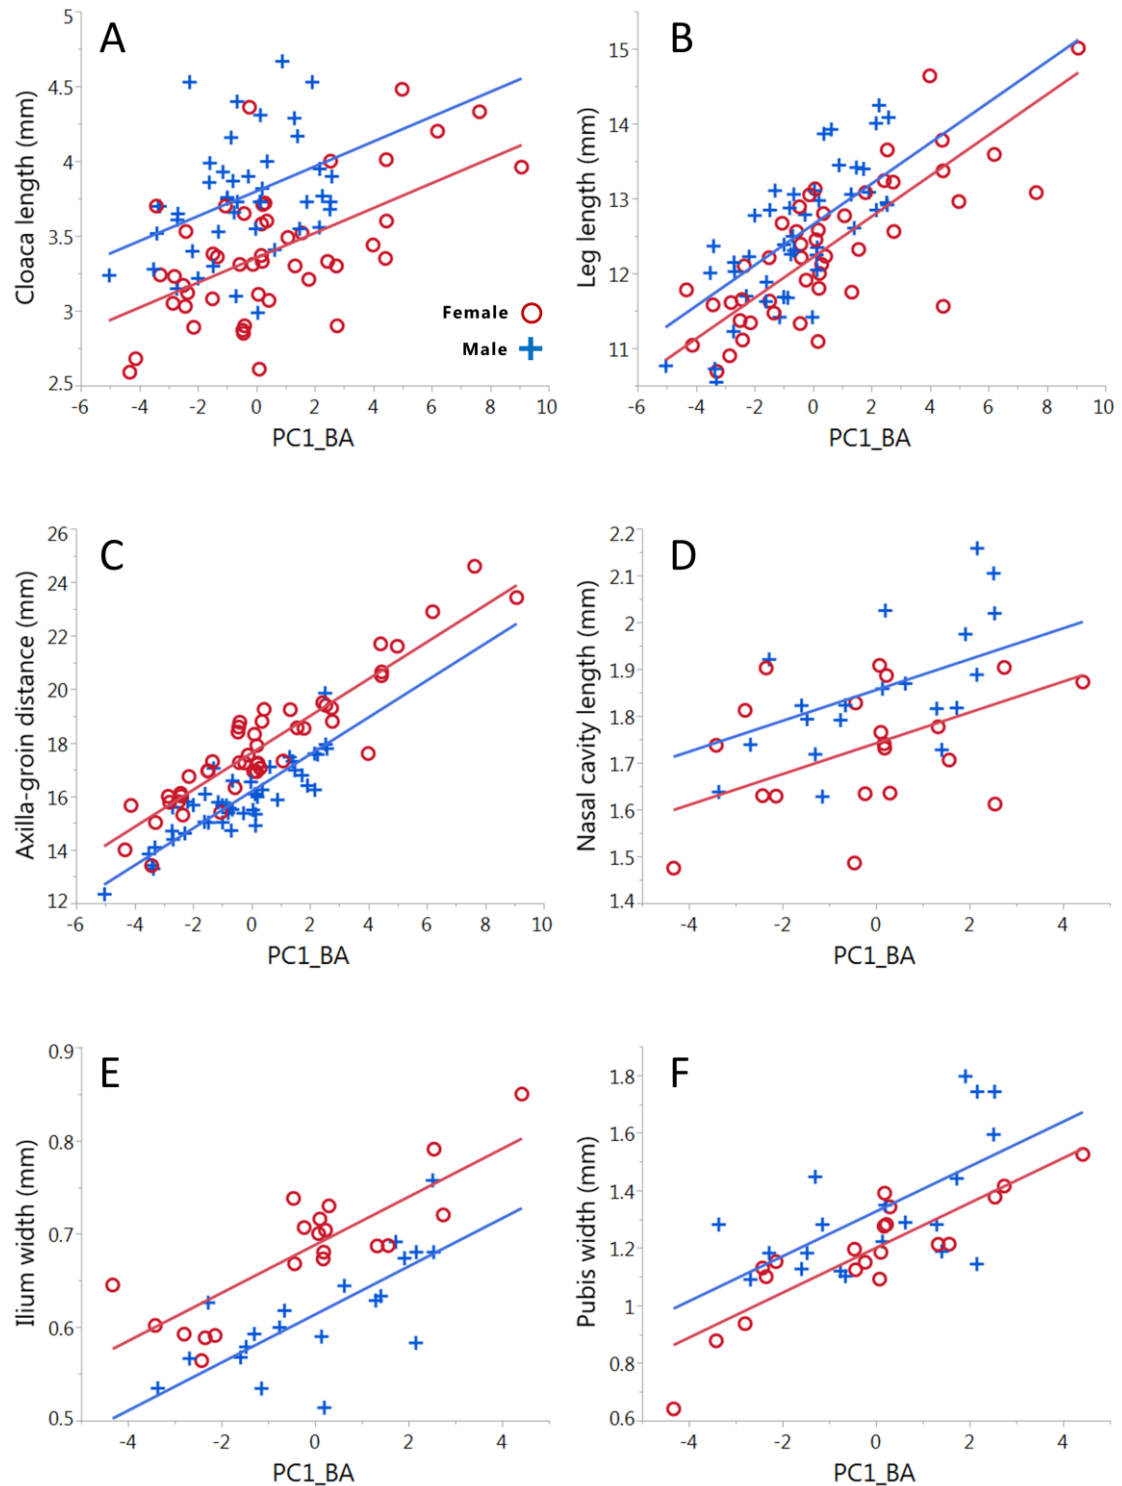 A
5
4.5
4
3.5
3
2.5
Cloaca length (mm)
Female
Male
-6 -4 -2 0 2 4 6 8 10
PC1_BA
B
15
14
13
12
11
Leg length (mm)
-6 -4 -2 0 2 4 6 8 10
PC1_BA
C
26
24
22
20
18
16
14
12
Axilla-groin distance (mm)
-6 -4 -2 0 2 4 6 8 10
PC1_BA
D
2.2
2.1
2
1.9
1.8
1.7
1.6
1.5
1.4
Nasal cavity length (mm)
-4 -2 0 2 4
PC1_BA
E
0.9
0.8
0.7
0.6
0.5
Ilium width (mm)
-4 -2 0 2 4
PC1_BA
F
1.8
1.6
1.4
1.2
1
0.8
0.6
Pubis width (mm)
-4 -2 0 2 4
PC1_BA